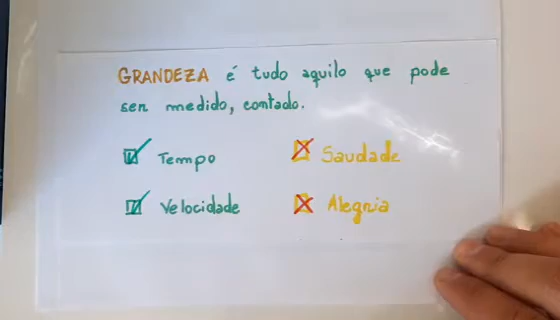 GRANDEZA é tudo aquilo que pode
ser medido, contado.
Tempo
Saudade
Velocidade
Alegria